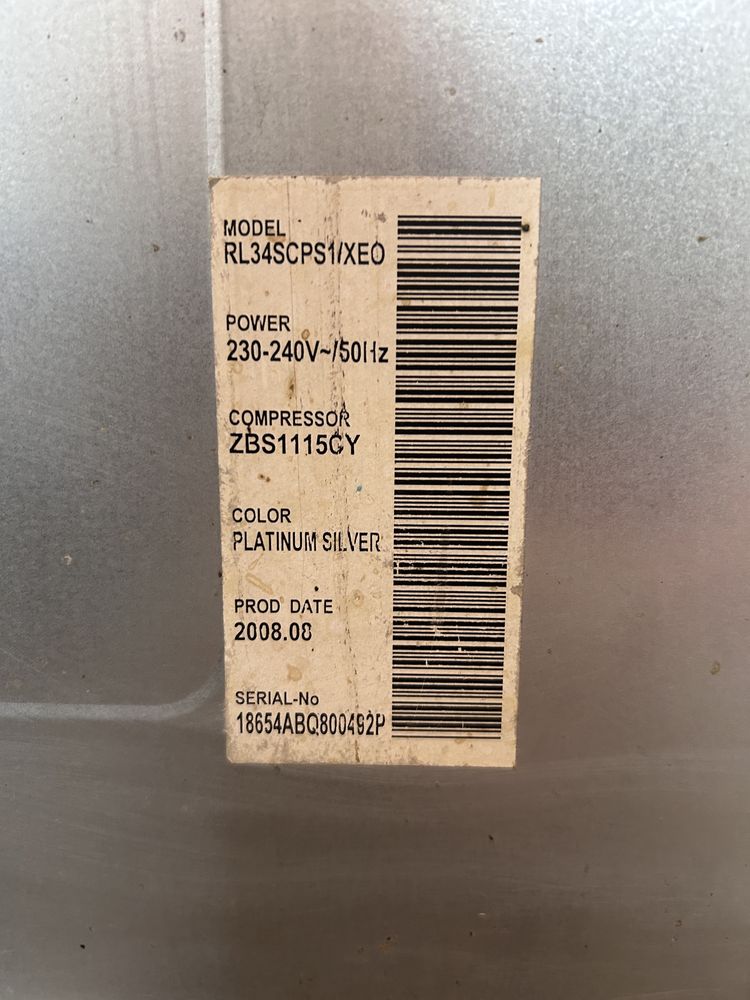 MODEL
RL34SCPS1/XEO
POWER
230-240V~/50Hz
COMPRESSOR
ZBS1115CY
COLOR
PLATINUM SILVER
PROD DATE
2008.08
SERIAL-No
18654ABQ800492P